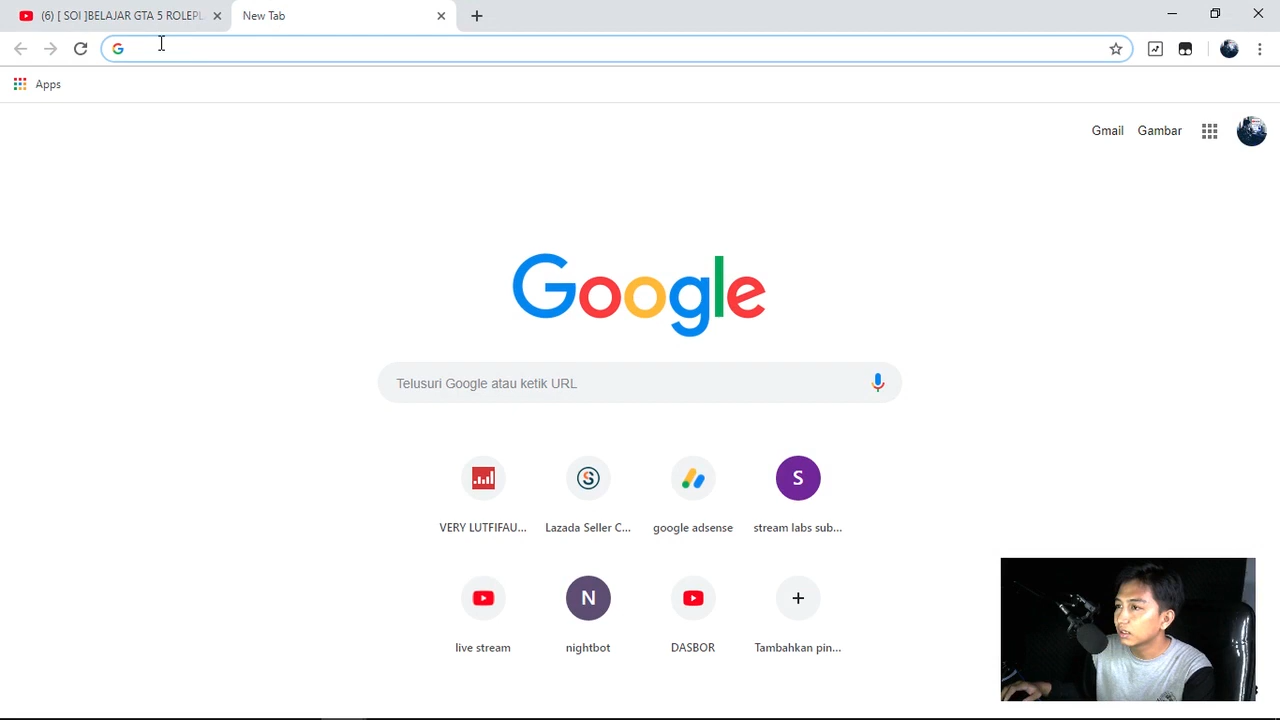 (6) [ SOI ]BELAJAR GTA 5 ROLEPL
New Tab
Apps
Gmail
Gambar
Google
Telusuri Google atau ketik URL
VERY LUTFIFAU...
Lazada Seller C...
google adsense
S
stream labs sub...
live stream
N
nightbot
DASBOR
Tambahkan pin...